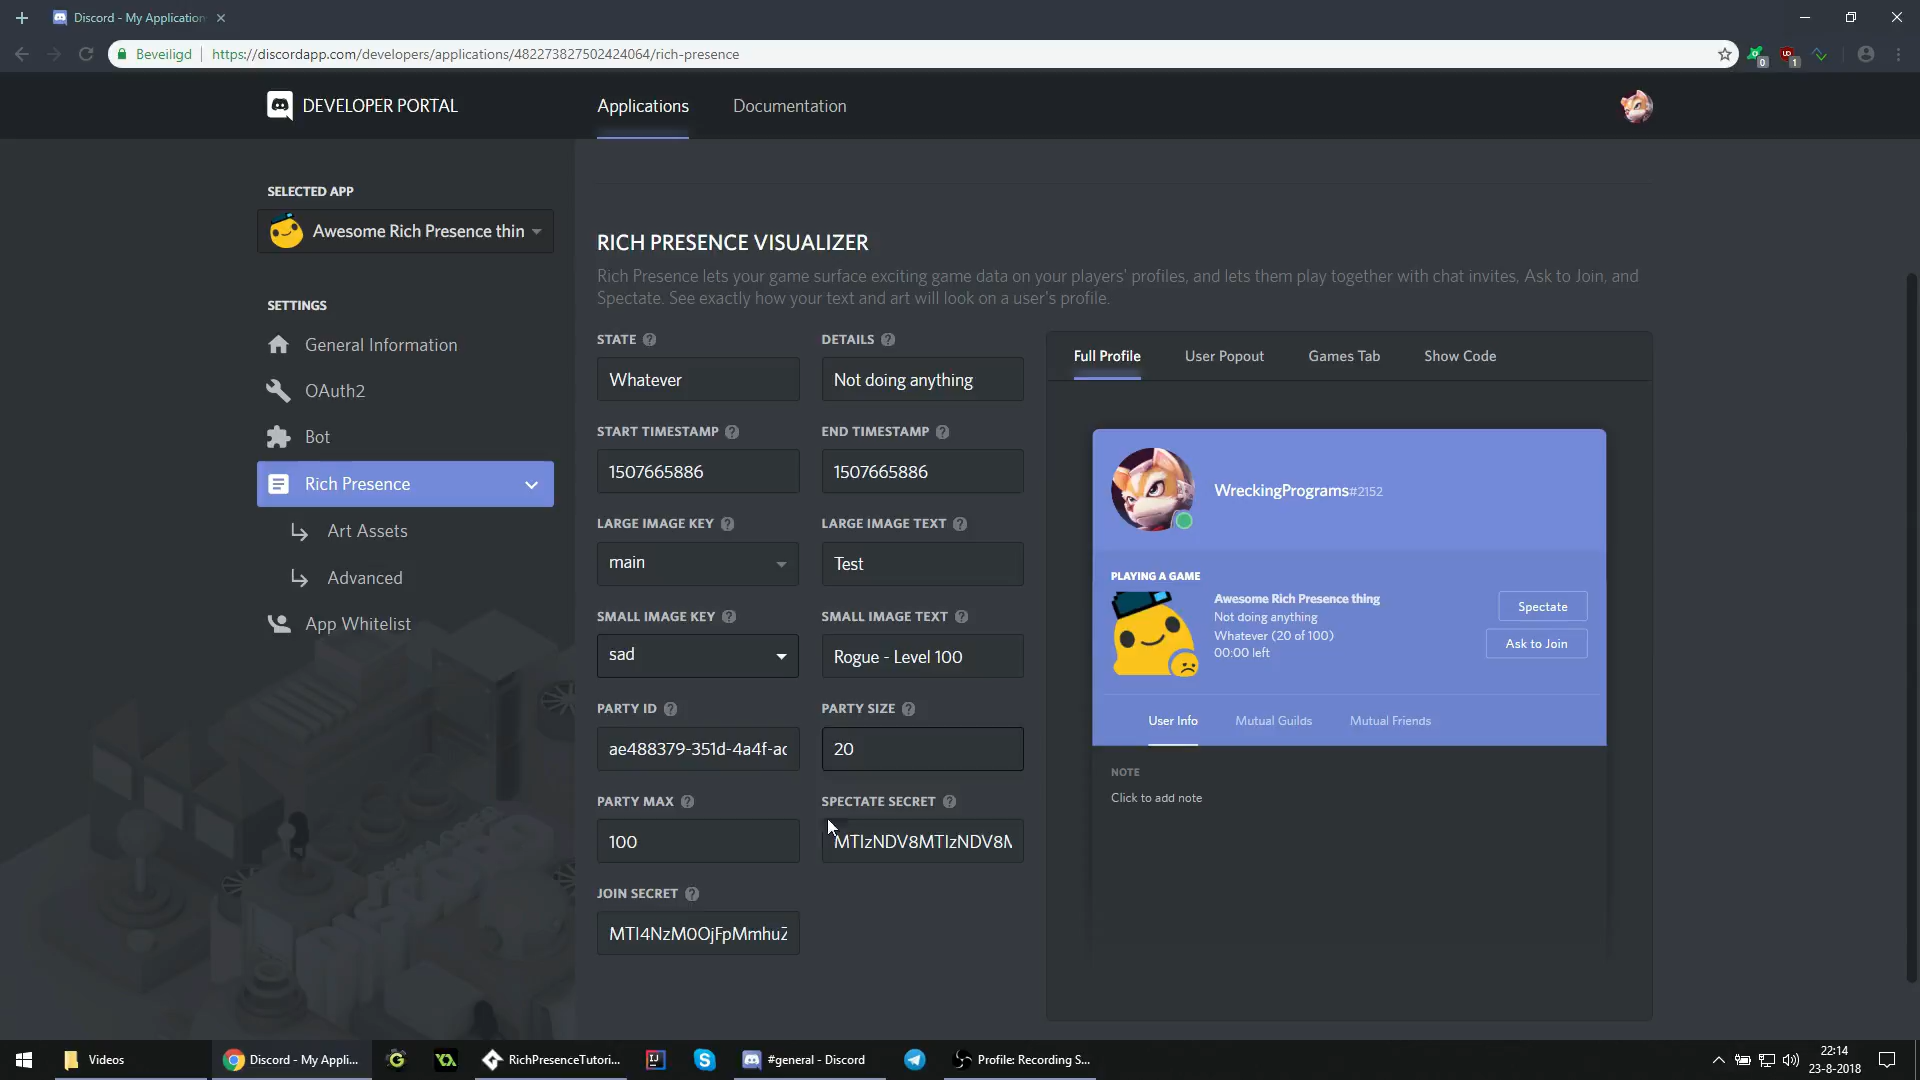 Discord - My Application
Beveiligd
https://discordapp.com/developers/applications/482273827502424064/rich-presence
0
1
DEVELOPER PORTAL
Applications
Documentation
SELECTED APP
Awesome Rich Presence thin
SETTINGS
General Information
OAuth2
Bot
Rich Presence
Art Assets
Advanced
App Whitelist
RICH PRESENCE VISUALIZER
Rich Presence lets your game surface exciting game data on your players' profiles, and lets them play together with chat invites, Ask to Join, and
Spectate. See exactly how your text and art will look on a user's profile.
STATE
DETAILS
Whatever
Not doing anything
START TIMESTAMP
END TIMESTAMP
1507665886
1507665886
LARGE IMAGE KEY
LARGE IMAGE TEXT
main
Test
SMALL IMAGE KEY
SMALL IMAGE TEXT
sad
Rogue - Level 100
PARTY ID
PARTY SIZE
ae488379-351d-4a4f-ad
20
PARTY MAX
SPECTATE SECRET
100
MTIzNDV8MTIzNDV8M
JOIN SECRET
MTI4NzM0OjFpMmhuZ
Full Profile
User Popout
Games Tab
Show Code
WreckingPrograms#2152
PLAYING A GAME
Awesome Rich Presence thing
Not doing anything
Whatever (20 of 100)
00:00 left
Spectate
Ask to Join
User Info
Mutual Guilds
Mutual Friends
NOTE
Click to add note
Videos
Discord - My Appli...
RichPresenceTutori...
#general - Discord
Profile: Recording S...
22:14
23-8-2018